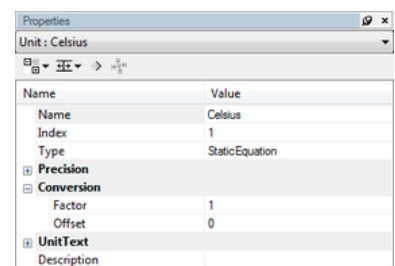 Properties
Unit : Celsius
Name Value
Name Celsius
Index 1
Type StaticEquation
Precision
Conversion
Factor 1
Offset 0
UnitText
Description